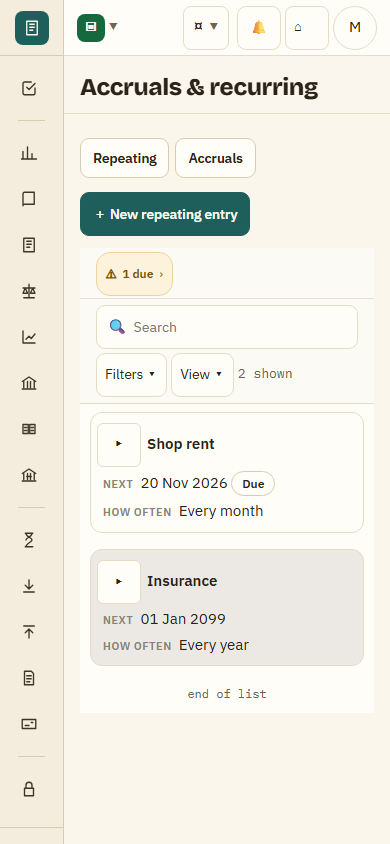 M
Accruals & recurring
Repeating
Accruals
+ New repeating entry
⚠ 1 due ›
Search
Filters ▾ View ▾ 2 shown
Shop rent
NEXT 20 Nov 2026 Due
HOW OFTEN Every month
Insurance
NEXT 01 Jan 2099
HOW OFTEN Every year
end of list